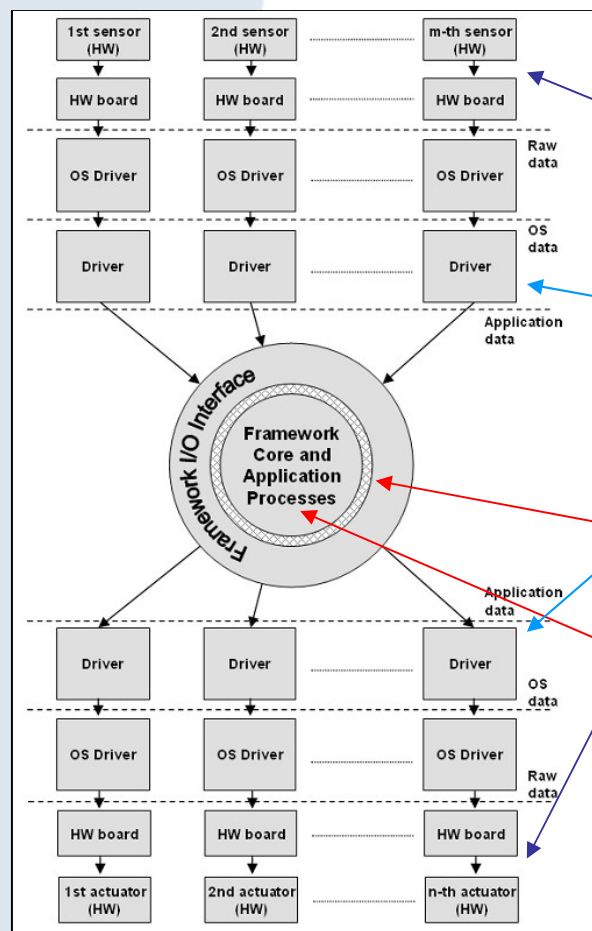 1st sensor 2nd sensor m-th sensor
(HW) (HW) (HW)
HW board HW board HW board
Raw
data
OS Driver OS Driver OS Driver
OS
data
Driver Driver Driver
Application
data
Framework I/O Interface
Framework
Core and
Application
Processes
Application
data
Driver Driver Driver
OS
data
OS Driver OS Driver OS Driver
Raw
data
HW board HW board HW board
1st actuator 2nd actuator n-th actuator
(HW) (HW) (HW)